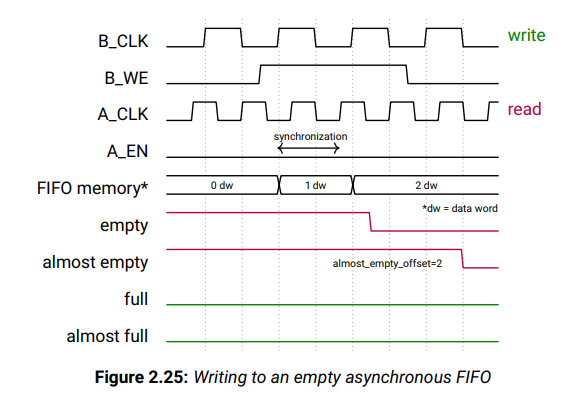 B_CLK
write
B_WE
A_CLK
read
synchronization
A_EN
FIFO memory*
0 dw
1 dw
2 dw
*dw = data word
empty
almost empty
almost_empty_offset=2
full
almost full
Figure 2.25: Writing to an empty asynchronous FIFO